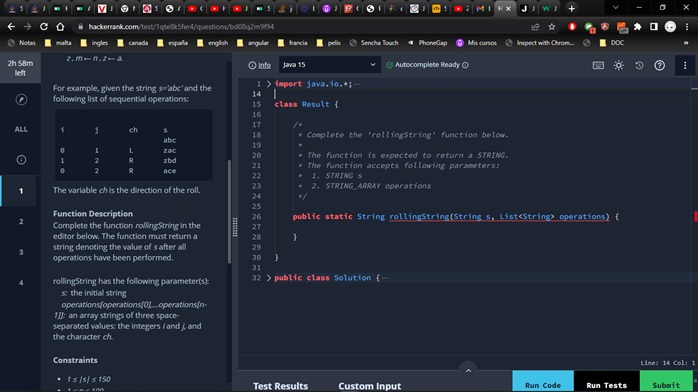 hackerrank.com/test/1qte8k5fer4/questions/bd08q2m9f94
Notas malta ingles canada españa english angular francia pelis Sencha Touch PhoneGap Mis cursos Inspect with Chrom... DOC
2h 58m
left
ALL
1
2
3
4
z, m ← n, z ← a.
For example, given the string s='abc' and the
following list of sequential operations:
i j ch s
abc
0 1 L zac
1 2 R zbd
0 2 R ace
The variable ch is the direction of the roll.
Function Description
Complete the function rollingString in the
editor below. The function must return a
string denoting the value of s after all
operations have been performed.
rollingString has the following parameter(s):
s: the initial string
operations[operations[0],...operations[n-
1]]: an array strings of three space-
separated values: the integers i and j, and
the character ch.
Constraints
• 1 ≤ |s| ≤ 150
Info Java 15 Autocomplete Ready
1 import java.io.*;
14
15 class Result {
16
17 /*
18 * Complete the 'rollingString' function below.
19 *
20 * The function is expected to return a STRING.
21 * The function accepts following parameters:
22 * 1. STRING s
23 * 2. STRING_ARRAY operations
24 */
25
26 public static String rollingString(String s, List<String> operations) {
27
28 }
29
30 }
31
32 public class Solution {
Line: 14 Col: 1
Test Results Custom Input Run Code Run Tests Submit